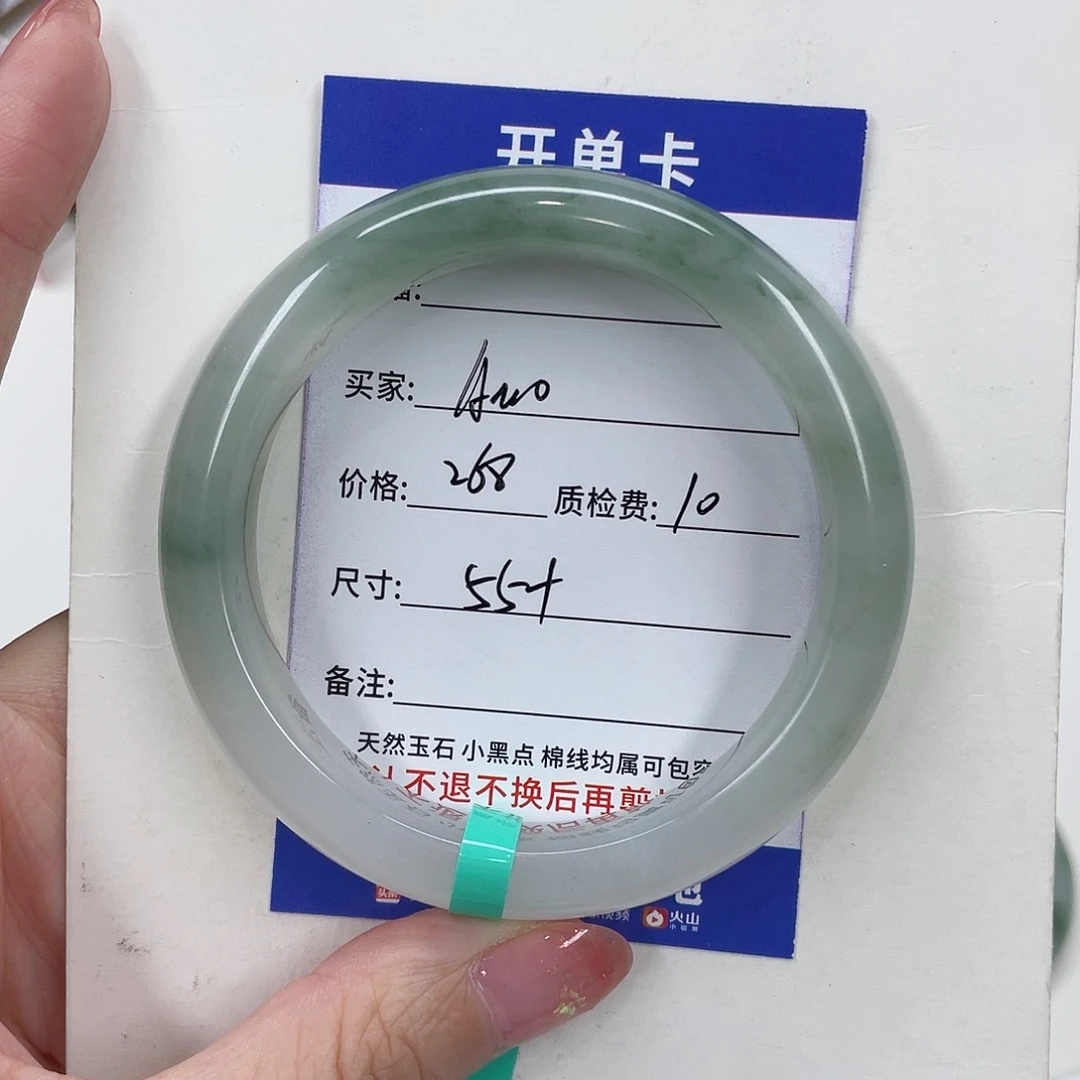 开单卡
买家:
价格: 268 质检费: 10
尺寸: 55+
备注:
天然玉石 小黑点 棉线均属可包容
不退不换后再剪
火山